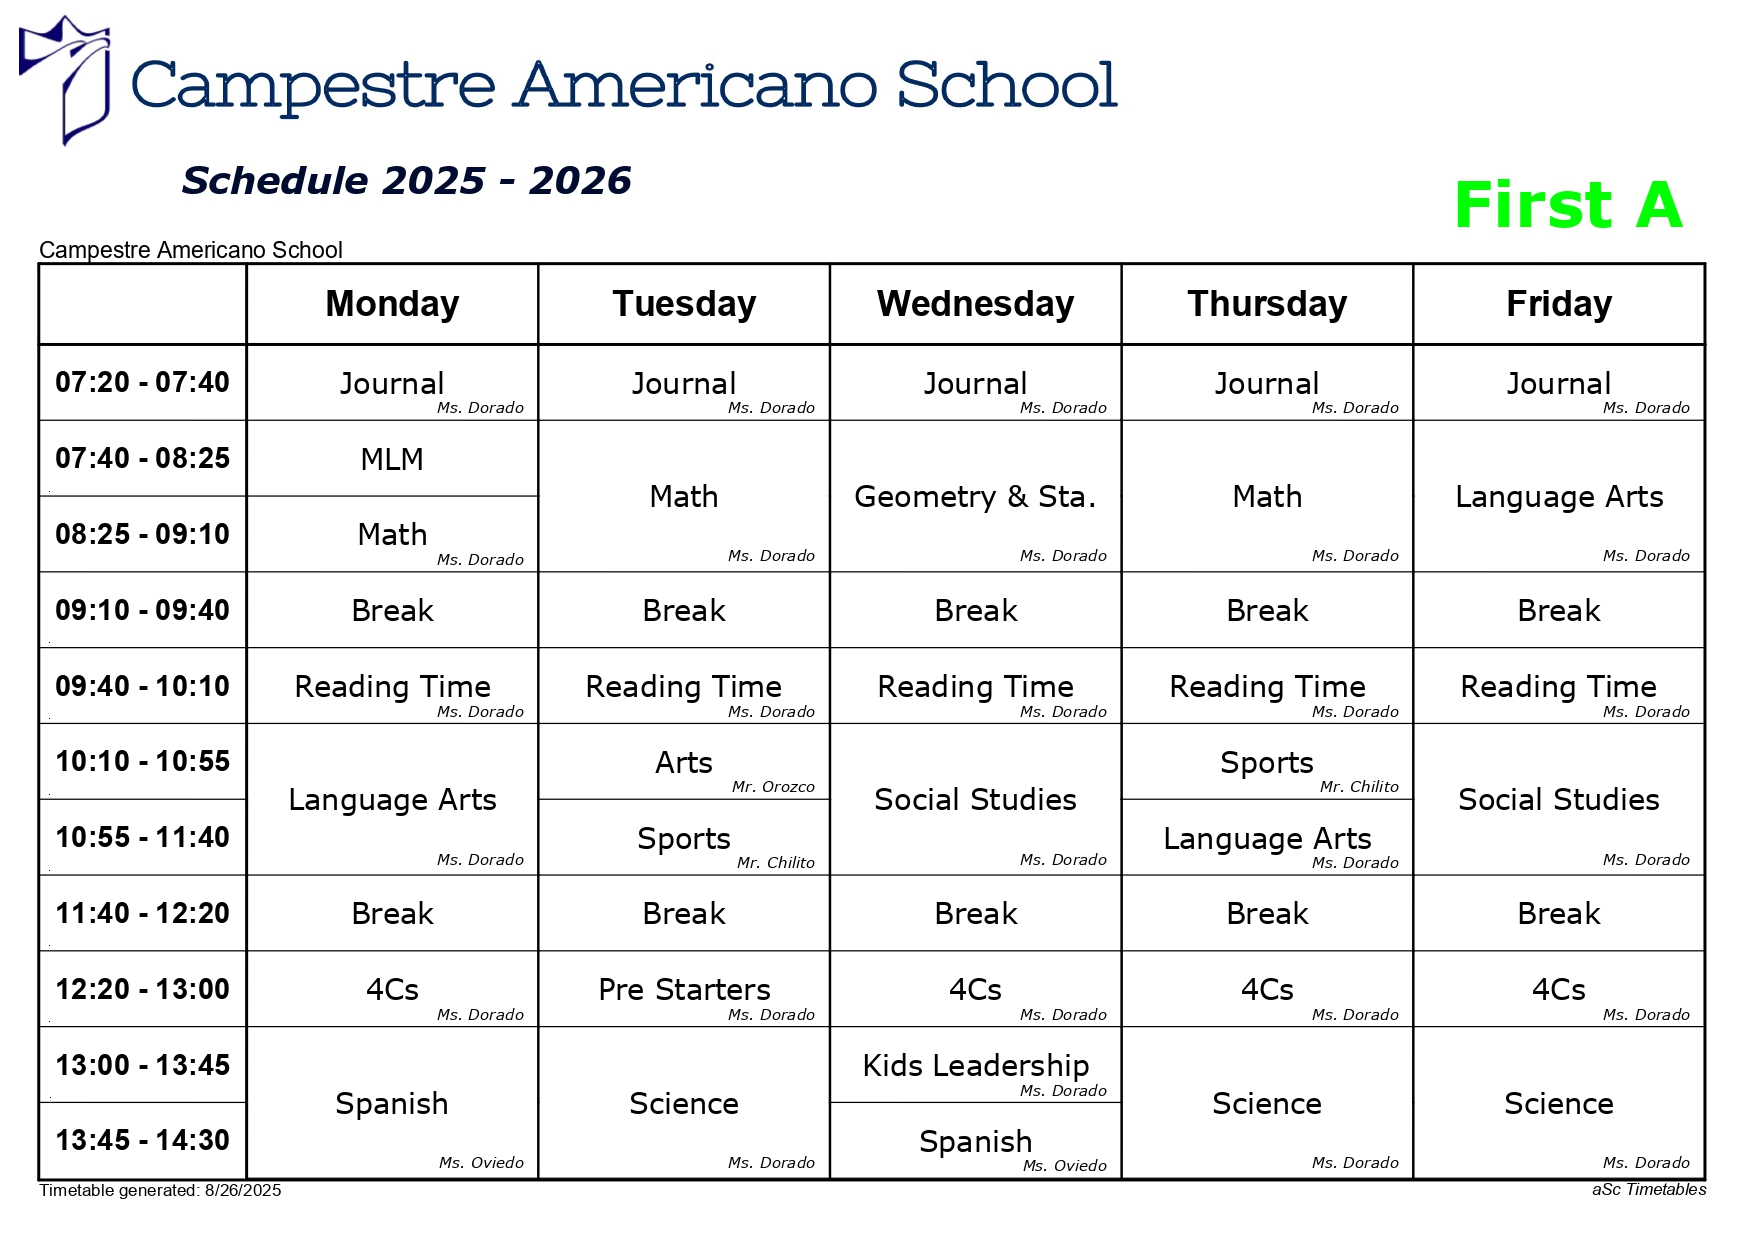 Campestre Americano School
Schedule 2025 - 2026
First A
Campestre Americano School
Monday Tuesday Wednesday Thursday Friday
07:20 - 07:40 Journal Journal Journal Journal Journal
Ms. Dorado Ms. Dorado Ms. Dorado Ms. Dorado Ms. Dorado
07:40 - 08:25 MLM
Math Geometry & Sta. Math Language Arts
08:25 - 09:10 Math
Ms. Dorado Ms. Dorado Ms. Dorado Ms. Dorado Ms. Dorado
09:10 - 09:40 Break Break Break Break Break
09:40 - 10:10 Reading Time Reading Time Reading Time Reading Time Reading Time
Ms. Dorado Ms. Dorado Ms. Dorado Ms. Dorado Ms. Dorado
10:10 - 10:55 Arts Sports
Mr. Orozco Mr. Chilito
Language Arts Social Studies Social Studies
10:55 - 11:40 Sports Language Arts
Ms. Dorado Mr. Chilito Ms. Dorado Ms. Dorado Ms. Dorado
11:40 - 12:20 Break Break Break Break Break
12:20 - 13:00 4Cs Pre Starters 4Cs 4Cs 4Cs
Ms. Dorado Ms. Dorado Ms. Dorado Ms. Dorado Ms. Dorado
13:00 - 13:45 Kids Leadership
Ms. Dorado
Spanish Science Science Science
13:45 - 14:30 Spanish
Ms. Oviedo Ms. Dorado Ms. Oviedo Ms. Dorado Ms. Dorado
Timetable generated: 8/26/2025 aSc Timetables